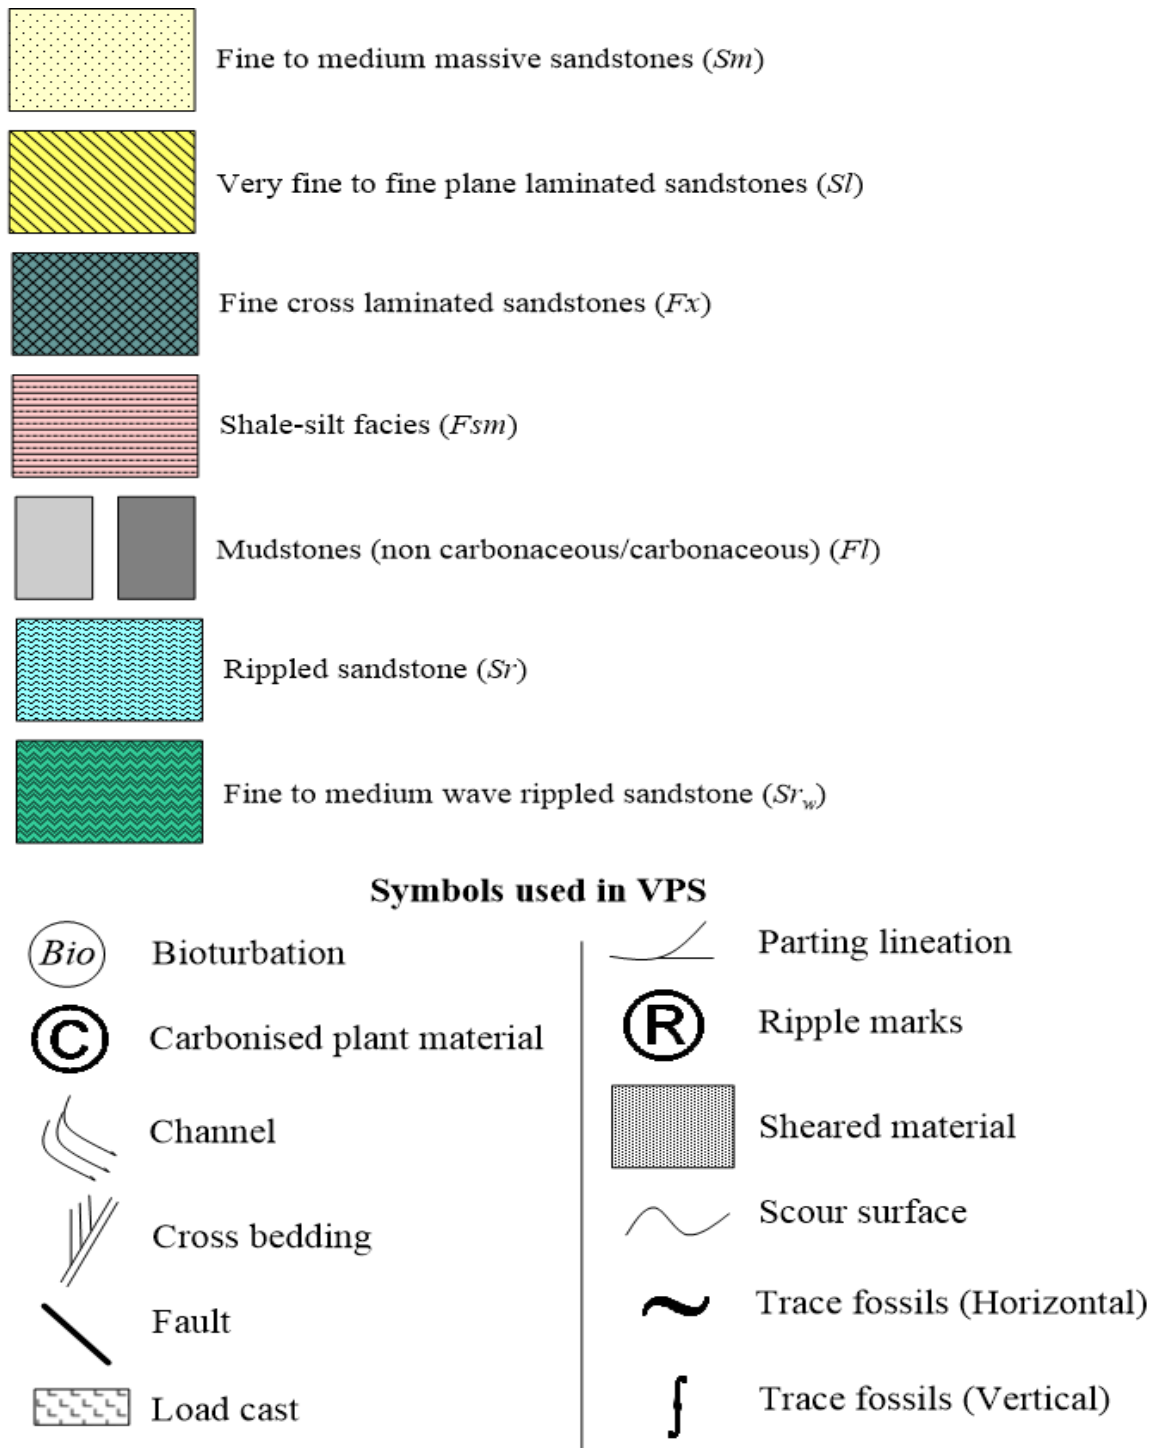 Fine to medium massive sandstones (Sm)
Very fine to fine plane laminated sandstones (Sl)
Fine cross laminated sandstones (Fx)
Shale-silt facies (Fsm)
Mudstones (non carbonaceous/carbonaceous) (Fl)
Rippled sandstone (Sr)
Fine to medium wave rippled sandstone (Srw)
Symbols used in VPS
Bio Bioturbation
C Carbonised plant material
Channel
Cross bedding
Fault
Load cast
Parting lineation
R Ripple marks
Sheared material
Scour surface
Trace fossils (Horizontal)
Trace fossils (Vertical)